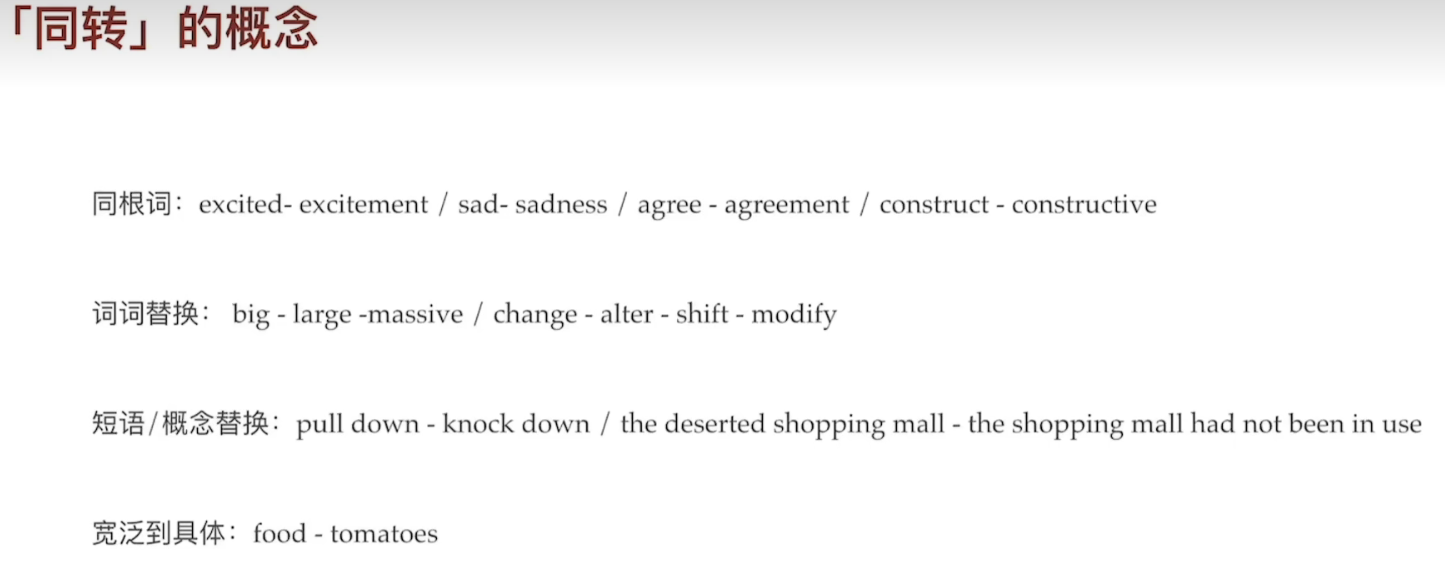 「同转」的概念
同根词：excited- excitement / sad- sadness / agree - agreement / construct - constructive
词词替换： big - large -massive / change - alter - shift - modify
短语/概念替换：pull down - knock down / the deserted shopping mall - the shopping mall had not been in use
宽泛到具体：food - tomatoes